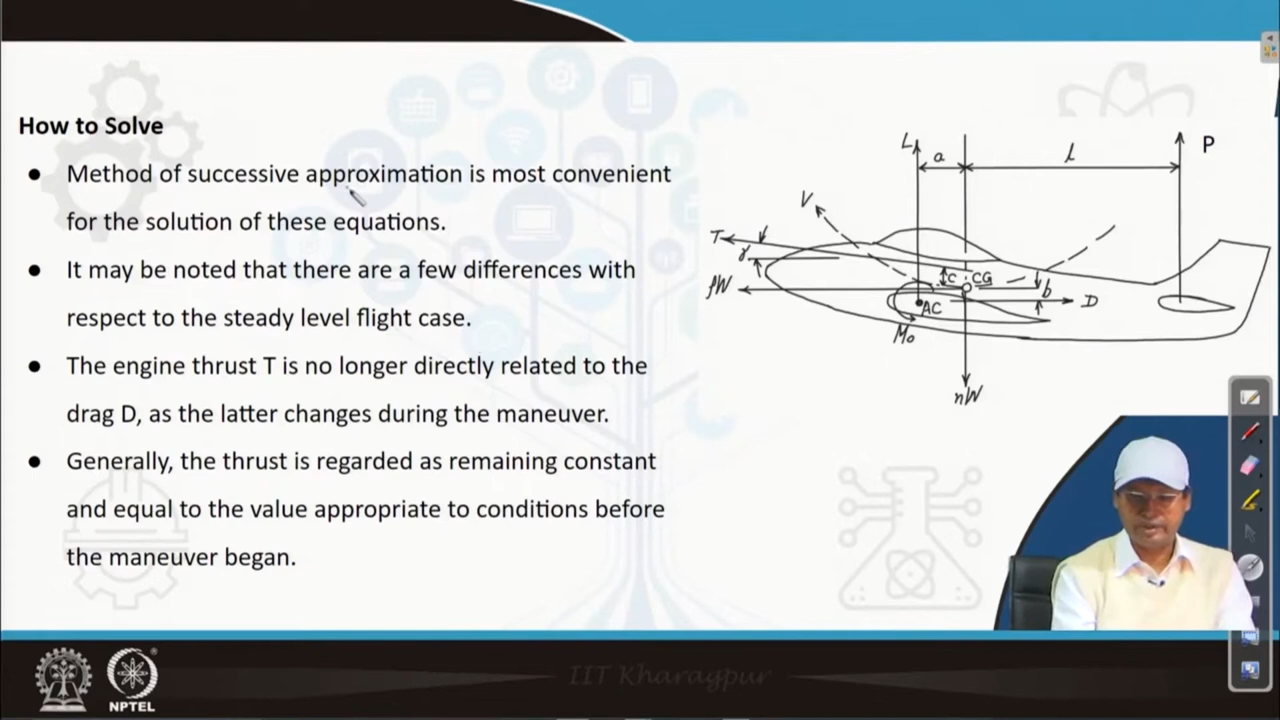 How to Solve
● Method of successive approximation is most convenient
for the solution of these equations.
● It may be noted that there are a few differences with
respect to the steady level flight case.
● The engine thrust T is no longer directly related to the
drag D, as the latter changes during the maneuver.
● Generally, the thrust is regarded as remaining constant
and equal to the value appropriate to conditions before
the maneuver began.
L a l P
V
T
γ
fW
C CG
b
D
AC
M₀
nW
IIT Kharagpur
NPTEL
®